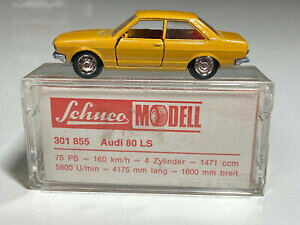 Schuco MODELL
301 855 Audi 80 LS
75 PS – 160 km/h – 4 Zylinder – 1471 ccm
5800 U/min – 4175 mm lang – 1600 mm breit